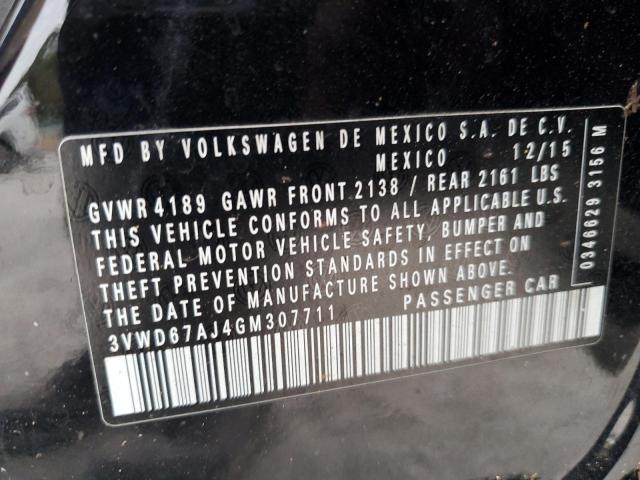 MFD BY VOLKSWAGEN DE MEXICO S.A. DE C.V.
MEXICO 12/15
GVWR 4189 GAWR FRONT 2138 / REAR 2161 LBS
THIS VEHICLE CONFORMS TO ALL APPLICABLE U.S.
FEDERAL MOTOR VEHICLE SAFETY, BUMPER AND
THEFT PREVENTION STANDARDS IN EFFECT ON
THE DATE OF MANUFACTURE SHOWN ABOVE.
3VWD67AJ4GM307711 PASSENGER CAR
0346629 3156 M